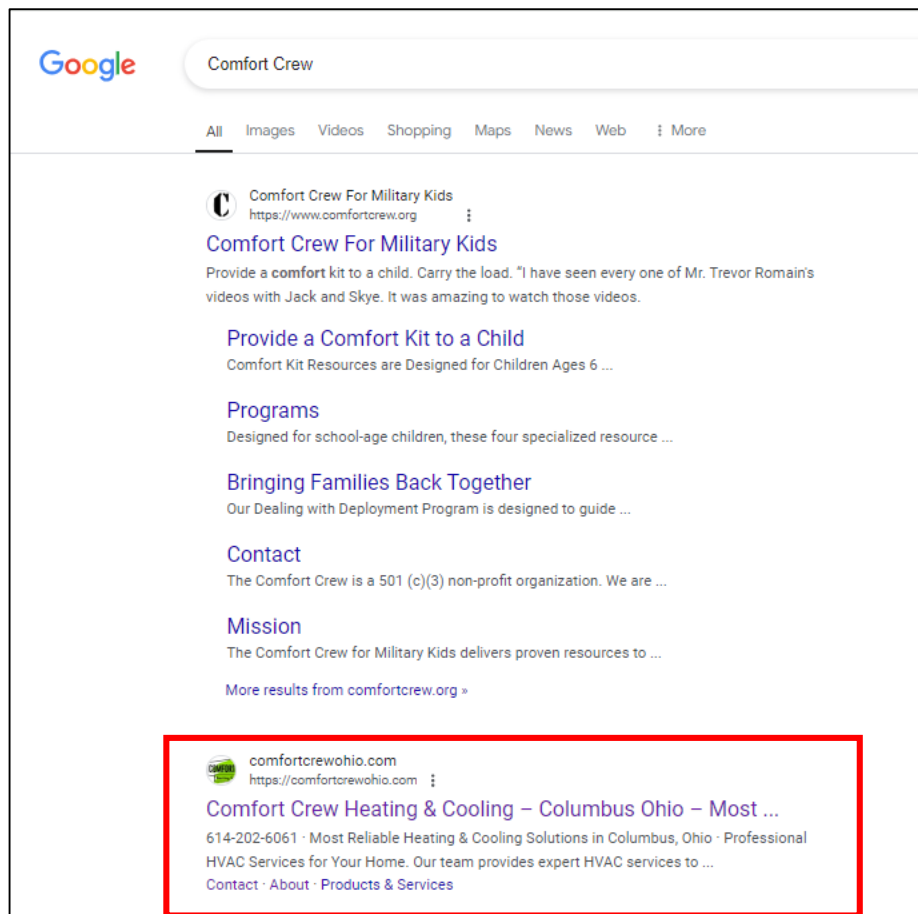 Google
Comfort Crew
All Images Videos Shopping Maps News Web More
C
Comfort Crew For Military Kids
https://www.comfortcrew.org
Comfort Crew For Military Kids
Provide a comfort kit to a child. Carry the load. "I have seen every one of Mr. Trevor Romain's
videos with Jack and Skye. It was amazing to watch those videos.
Provide a Comfort Kit to a Child
Comfort Kit Resources are Designed for Children Ages 6 ...
Programs
Designed for school-age children, these four specialized resource ...
Bringing Families Back Together
Our Dealing with Deployment Program is designed to guide ...
Contact
The Comfort Crew is a 501 (c)(3) non-profit organization. We are ...
Mission
The Comfort Crew for Military Kids delivers proven resources to ...
More results from comfortcrew.org »
COMFORT
comfortcrewohio.com
https://comfortcrewohio.com
Comfort Crew Heating & Cooling – Columbus Ohio – Most ...
614-202-6061 · Most Reliable Heating & Cooling Solutions in Columbus, Ohio · Professional
HVAC Services for Your Home. Our team provides expert HVAC services to ...
Contact · About · Products & Services